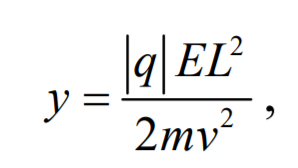 y = |q| EL² / 2mv² ,